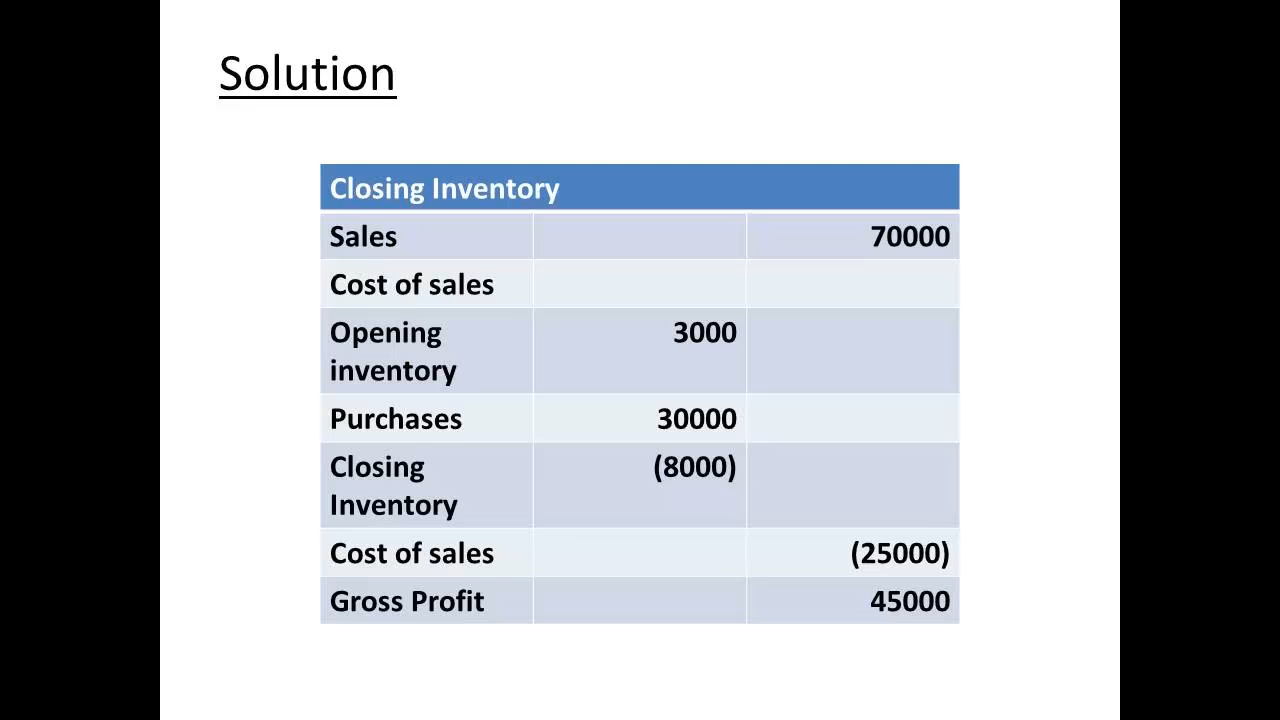 Solution
Closing Inventory
Sales 70000
Cost of sales
Opening 3000
inventory
Purchases 30000
Closing (8000)
Inventory
Cost of sales (25000)
Gross Profit 45000